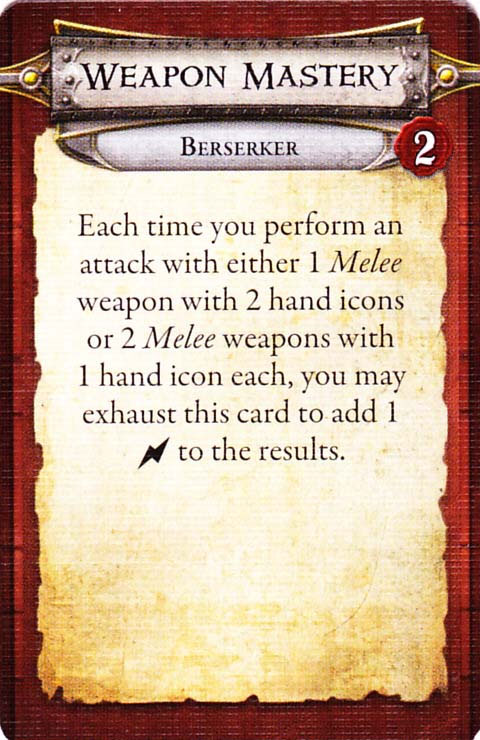 Weapon Mastery
Berserker
2
Each time you perform an
attack with either 1 Melee
weapon with 2 hand icons
or 2 Melee weapons with
1 hand icon each, you may
exhaust this card to add 1
to the results.